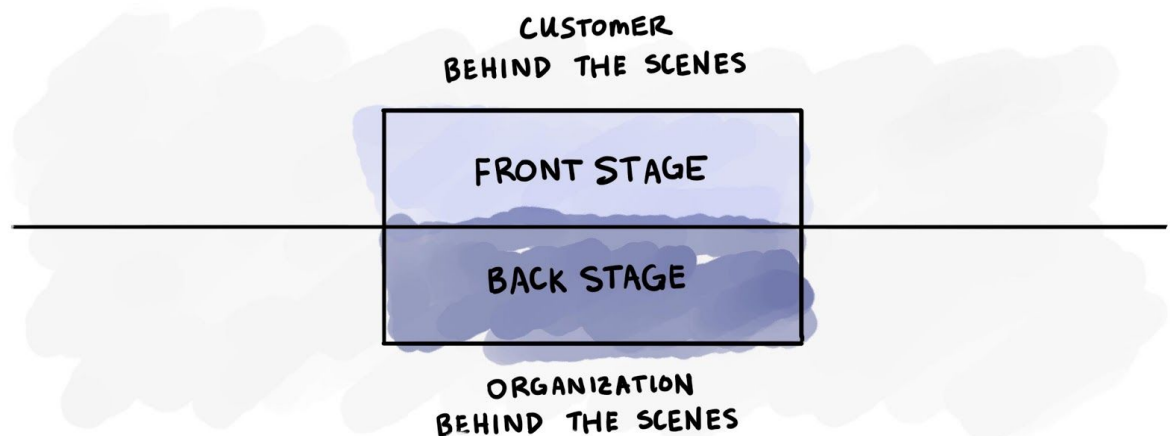 CUSTOMER
BEHIND THE SCENES
FRONT STAGE
BACK STAGE
ORGANIZATION
BEHIND THE SCENES